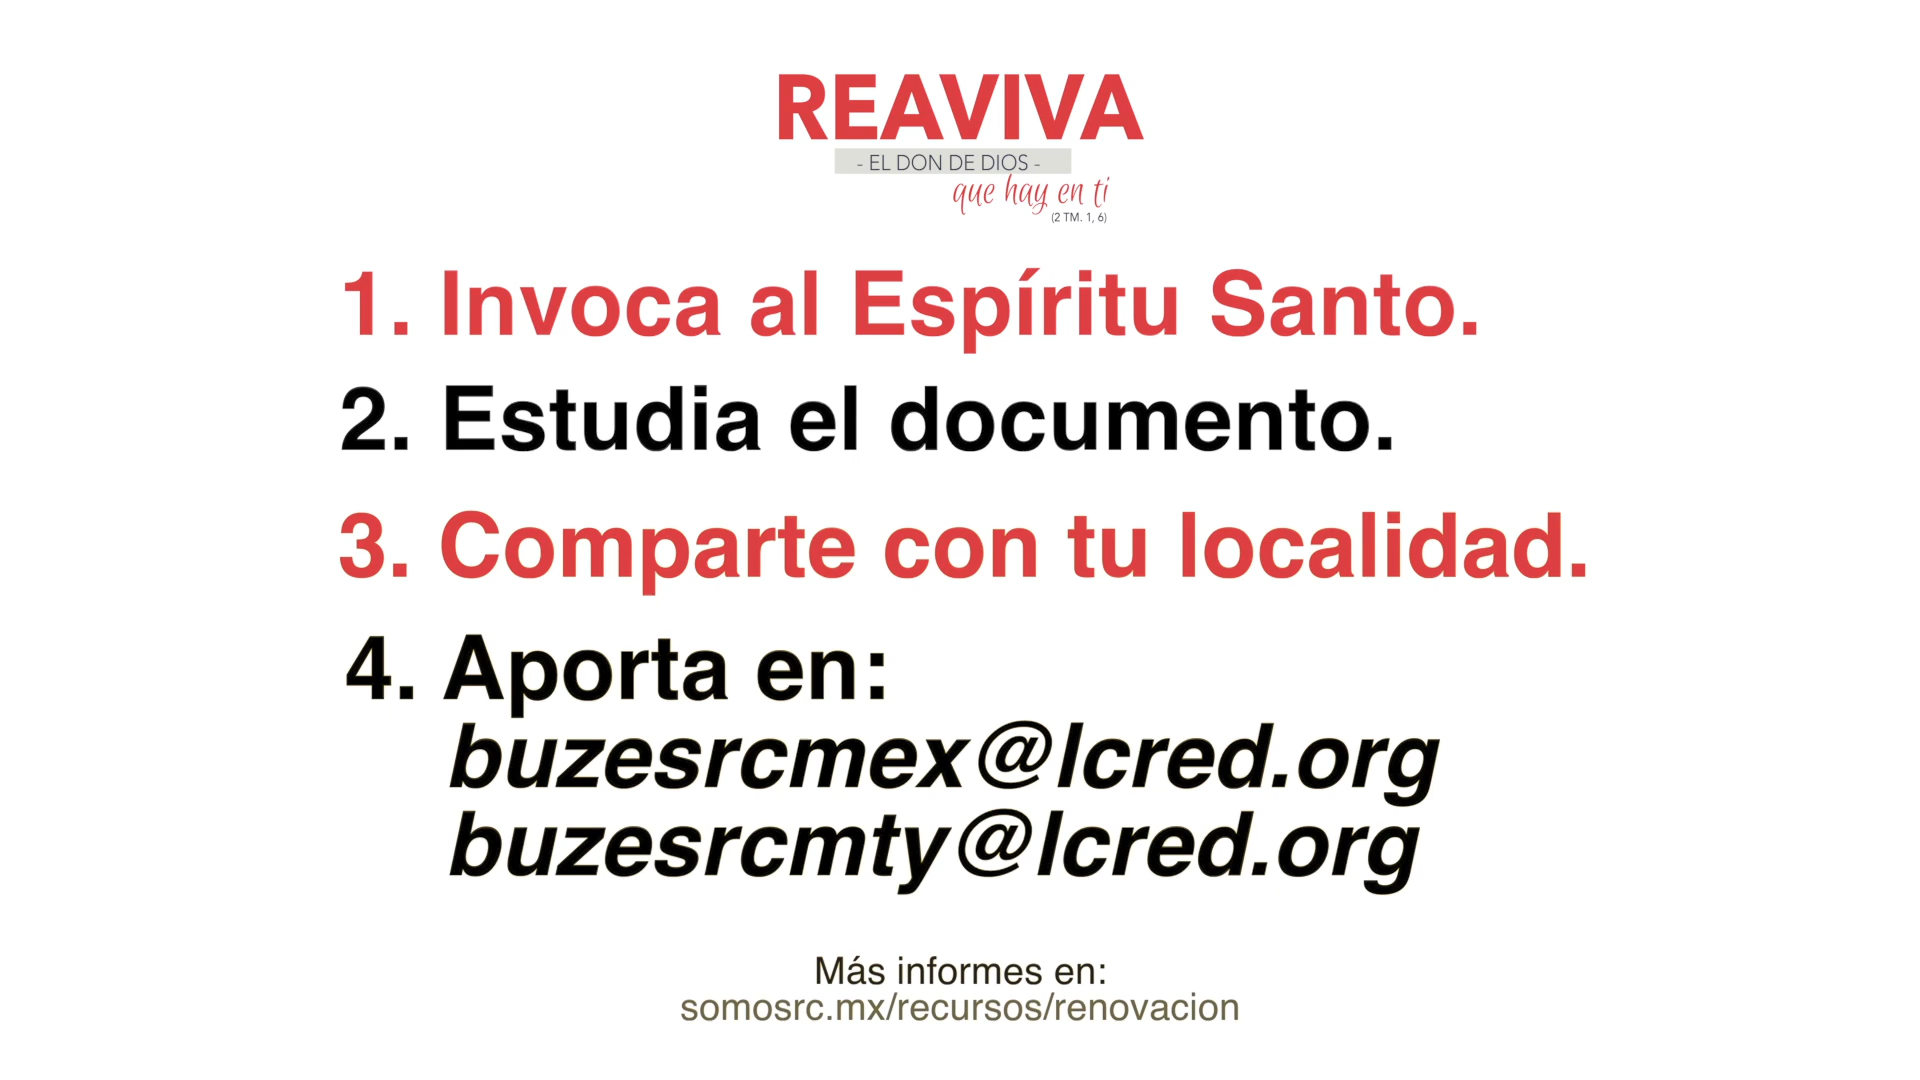 REAVIVA
- EL DON DE DIOS -
que hay en ti
(2 TM. 1, 6)
1. Invoca al Espíritu Santo.
2. Estudia el documento.
3. Comparte con tu localidad.
4. Aporta en:
buzesrcmex@lcred.org
buzesrcmty@lcred.org
Más informes en:
somosrc.mx/recursos/renovacion